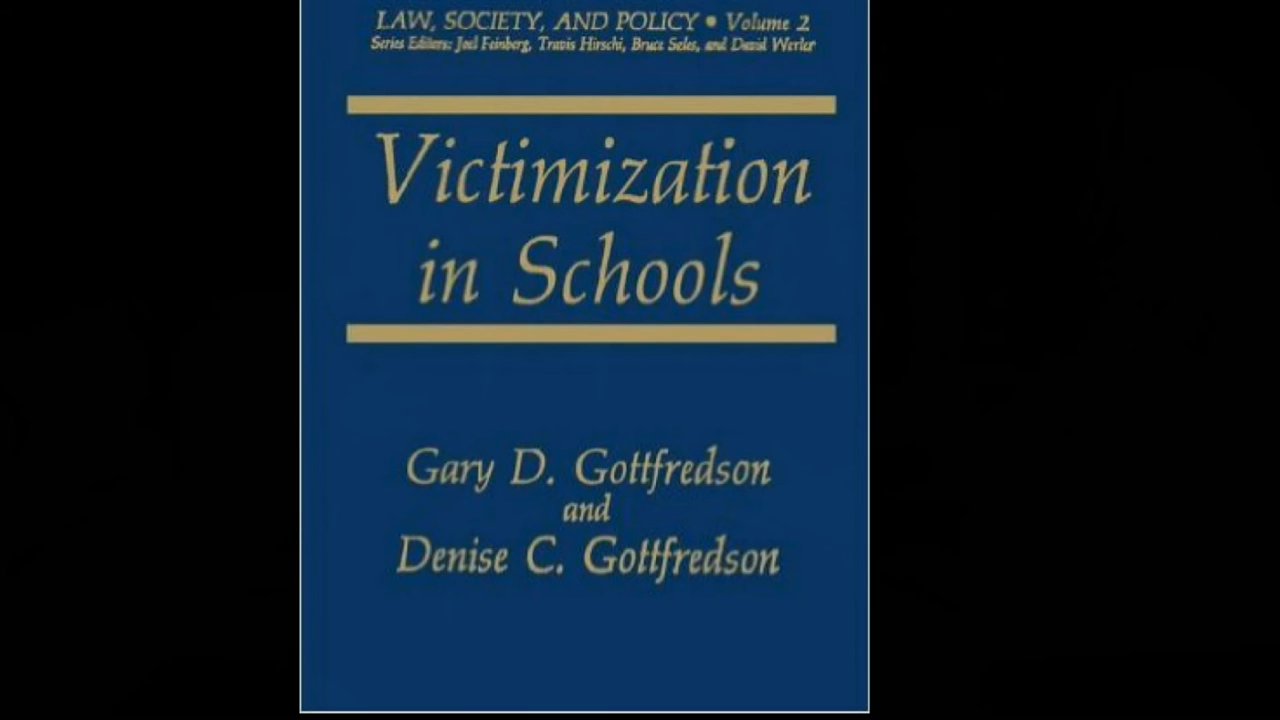 LAW, SOCIETY, AND POLICY • Volume 2
Series Editors: Joel Feinberg, Travis Hirschi, Bruce Sales, and David Wexler
Victimization
in Schools
Gary D. Gottfredson
and
Denise C. Gottfredson